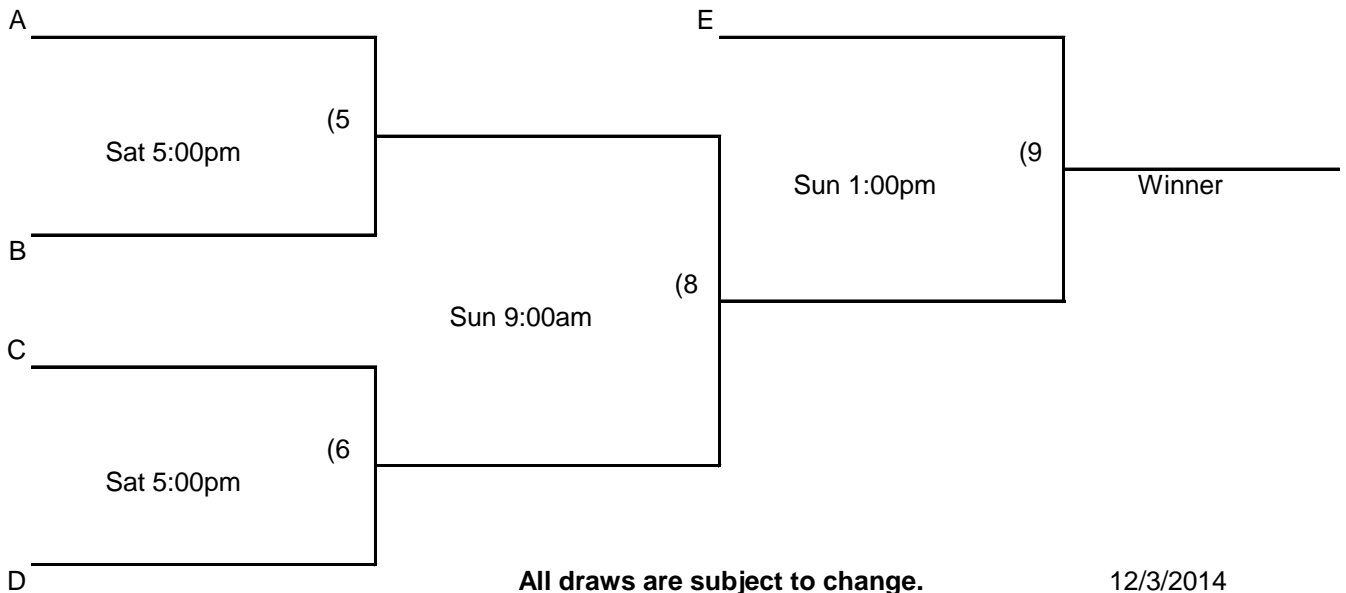 A
E
(5
Sat 5:00pm
(9
Sun 1:00pm
Winner
B
(8
Sun 9:00am
C
(6
Sat 5:00pm
D
All draws are subject to change.
12/3/2014